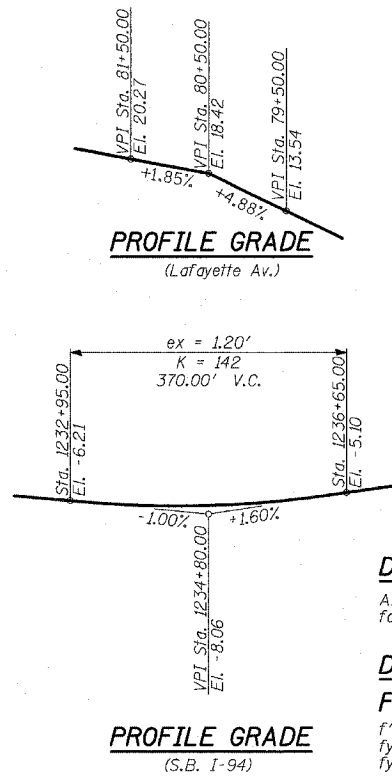 VPI Sta. 81+50.00
El. 20.27
VPI Sta. 80+50.00
El. 18.42
VPI Sta. 79+50.00
El. 13.54
+1.85%
+4.88%
PROFILE GRADE
(Lafayette Av.)
ex = 1.20'
K = 142
370.00' V.C.
Sta. 1232+95.00
El. -6.21
Sta. 1236+65.00
El. -5.10
-1.00%
+1.60%
VPI Sta. 1234+80.00
El. -8.06
PROFILE GRADE
(S.B. I-94)
D
fo
D
F
f'
fy
fy